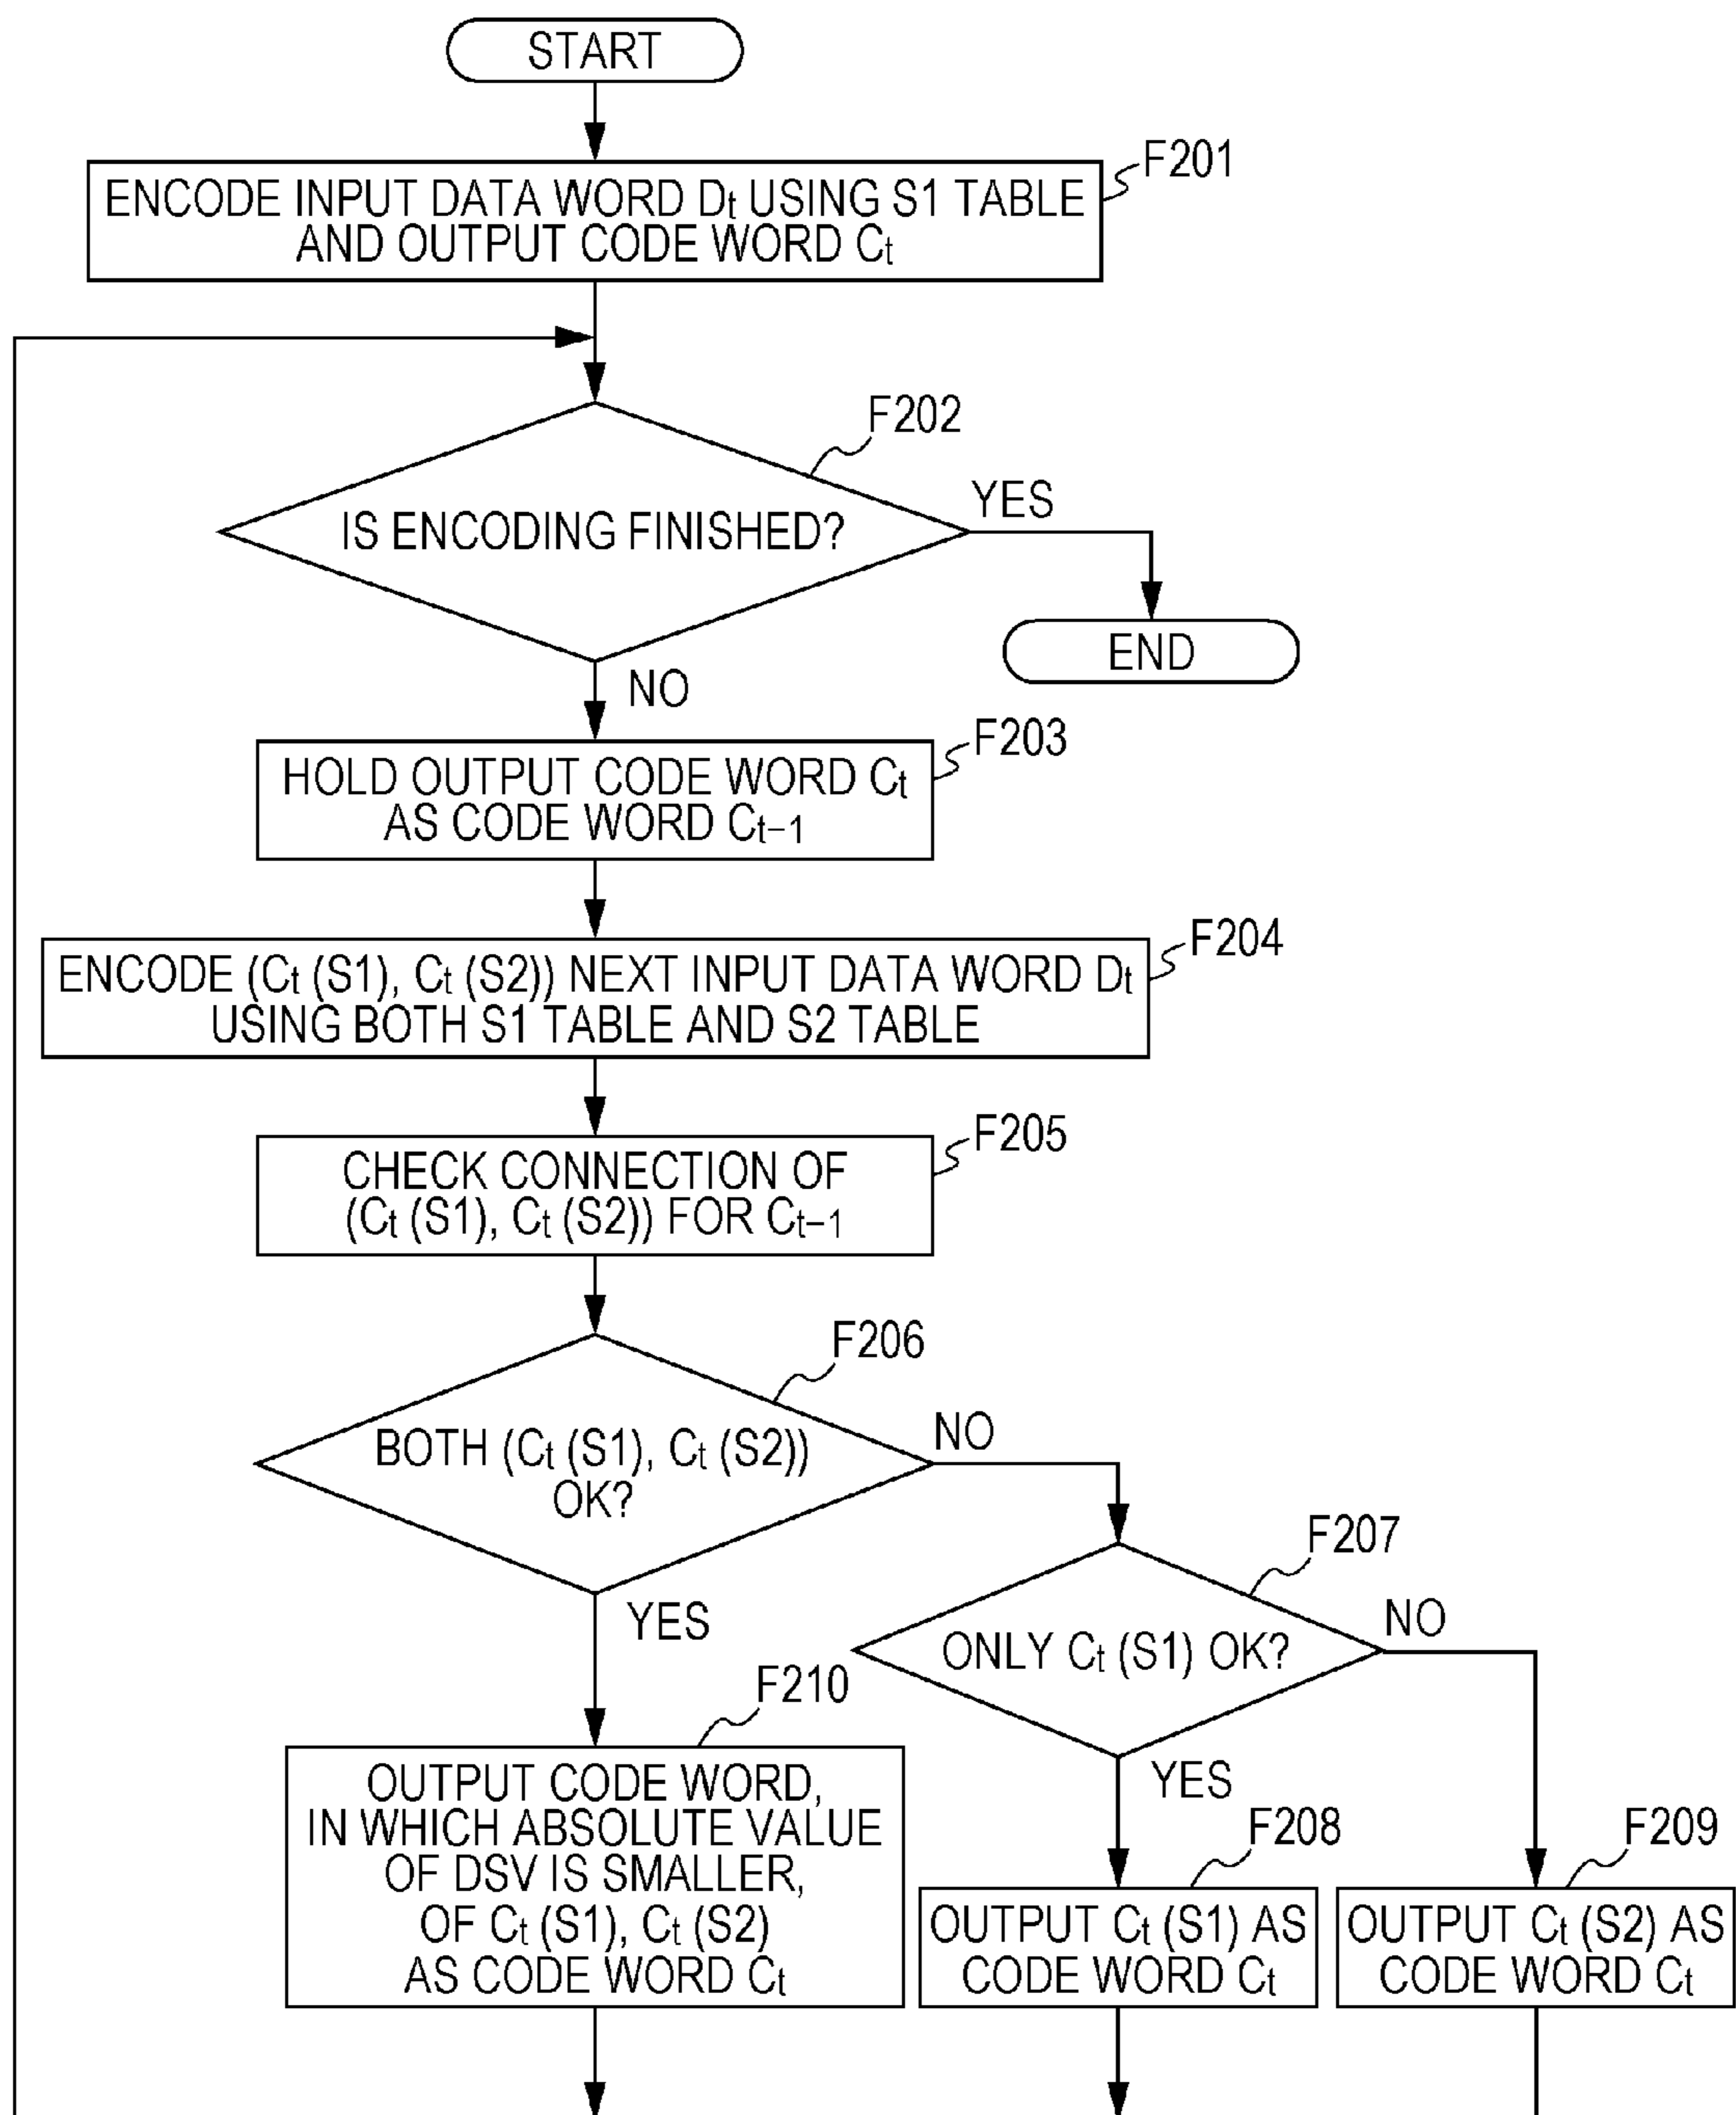 START
F201
ENCODE INPUT DATA WORD Dt USING S1 TABLE
AND OUTPUT CODE WORD Ct
F202
IS ENCODING FINISHED?
YES
END
NO
F203
HOLD OUTPUT CODE WORD Ct
AS CODE WORD Ct–1
F204
ENCODE (Ct (S1), Ct (S2)) NEXT INPUT DATA WORD Dt
USING BOTH S1 TABLE AND S2 TABLE
F205
CHECK CONNECTION OF
(Ct (S1), Ct (S2)) FOR Ct–1
F206
BOTH (Ct (S1), Ct (S2))
OK?
NO
YES
F207
ONLY Ct (S1) OK?
NO
YES
F210
OUTPUT CODE WORD,
IN WHICH ABSOLUTE VALUE
OF DSV IS SMALLER,
OF Ct (S1), Ct (S2)
AS CODE WORD Ct
F208
OUTPUT Ct (S1) AS
CODE WORD Ct
F209
OUTPUT Ct (S2) AS
CODE WORD Ct